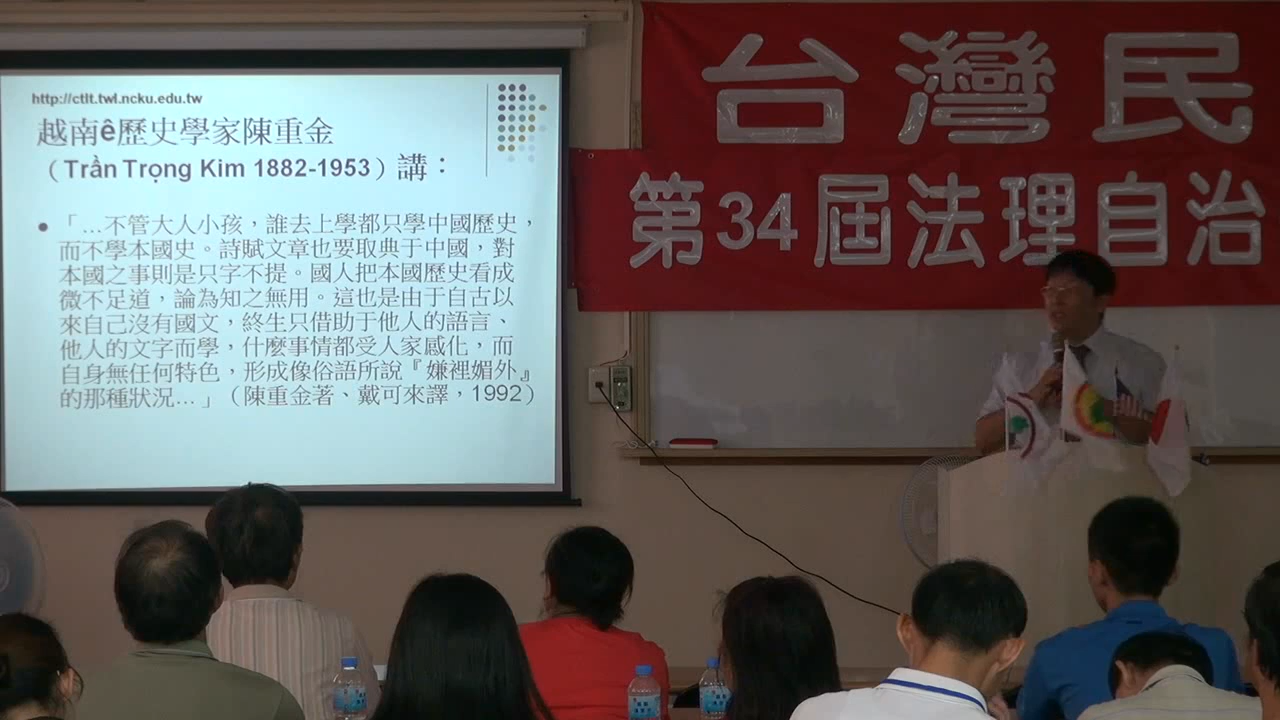 http://ctlt.twl.ncku.edu.tw
越南ê歷史學家陳重金
（Trần Trọng Kim 1882-1953）講：
「...不管大人小孩，誰去上學都只學中國歷史，
而不學本國史。詩賦文章也要取典于中國，對
本國之事則是只字不提。國人把本國歷史看成
微不足道，論為知之無用。這也是由于自古以
來自己沒有國文，終生只借助于他人的語言、
他人的文字而學，什麼事情都受人家感化，而
自身無任何特色，形成像俗語所說『嫌裡媚外』
的那種狀況...」（陳重金著、戴可來譯，1992）
台灣民
第34屆法理自治